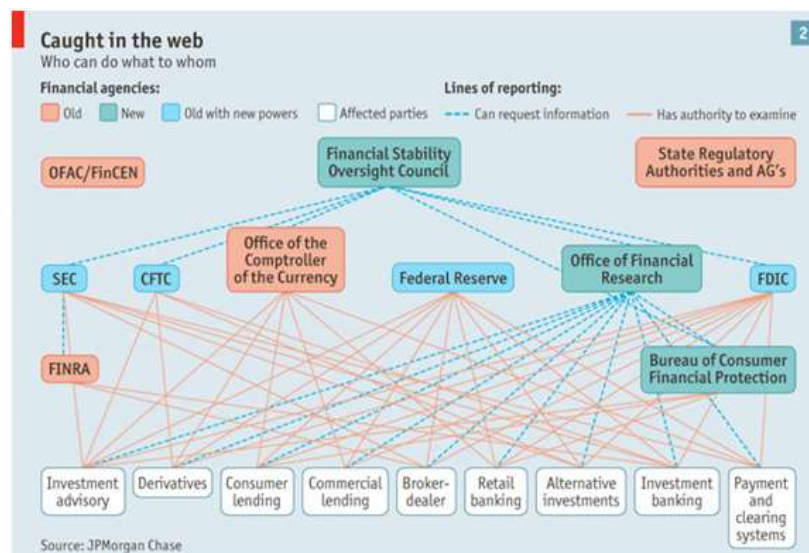 Caught in the web
2
Who can do what to whom
Financial agencies:
Old
New
Old with new powers
Affected parties
Lines of reporting:
Can request information
Has authority to examine
OFAC/FinCEN
Financial Stability
Oversight Council
State Regulatory
Authorities and AG's
SEC
CFTC
Office of the
Comptroller
of the Currency
Federal Reserve
Office of Financial
Research
FDIC
FINRA
Bureau of Consumer
Financial Protection
Investment
advisory
Derivatives
Consumer
lending
Commercial
lending
Broker-
dealer
Retail
banking
Alternative
investments
Investment
banking
Payment
and
clearing
systems
Source: JPMorgan Chase